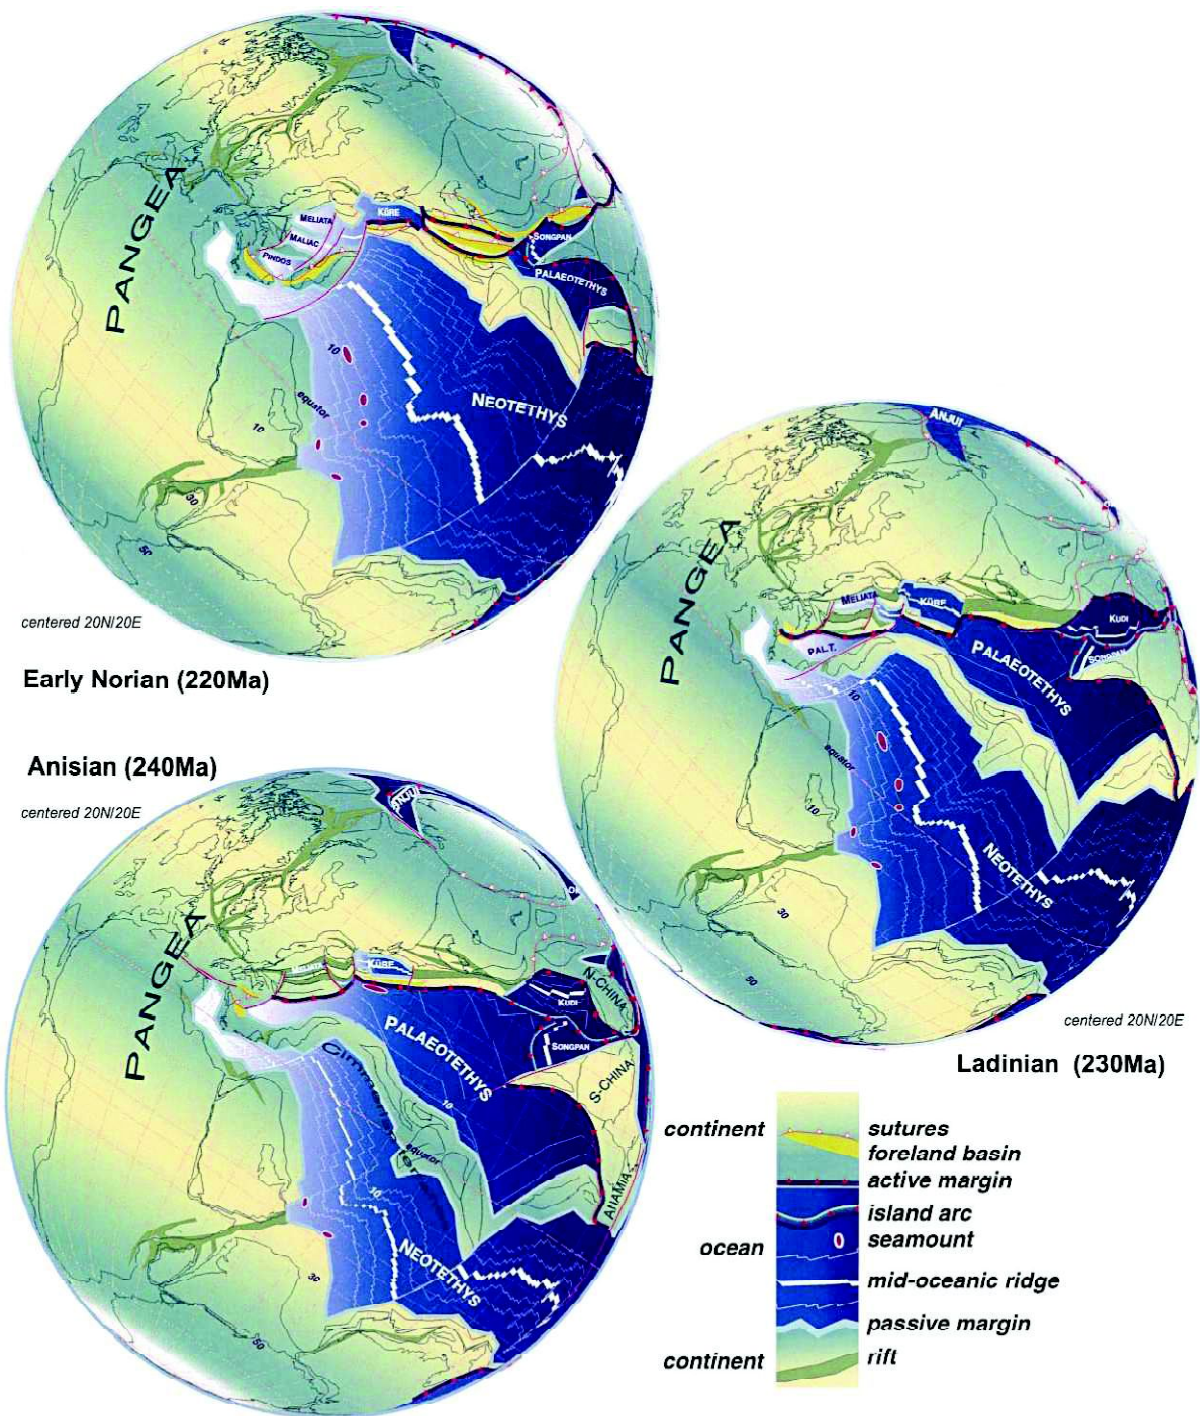 PANGEA
MELIATA
KÜRE
MALIAC
PINDOS
SONGPAN
PALAEOTETHYS
10
NEOTETHYS
equator
10
30
50
centered 20N/20E
Early Norian (220Ma)
ANJUI
PANGEA
MELIATA
KÜRE
KUDI
PAL.T.
SONGPAN
PALAEOTETHYS
10
equator
10
NEOTETHYS
30
50
centered 20N/20E
Ladinian (230Ma)
Anisian (240Ma)
centered 20N/20E
ANJUI
PANGEA
MELIATA
KÜRE
N-CHINA
KUDI
PALAEOTETHYS
SONGPAN
S-CHINA
10
equator
10
NEOTETHYS
30
50
continent
sutures
foreland basin
active margin
island arc
ocean
seamount
mid-oceanic ridge
passive margin
continent
rift